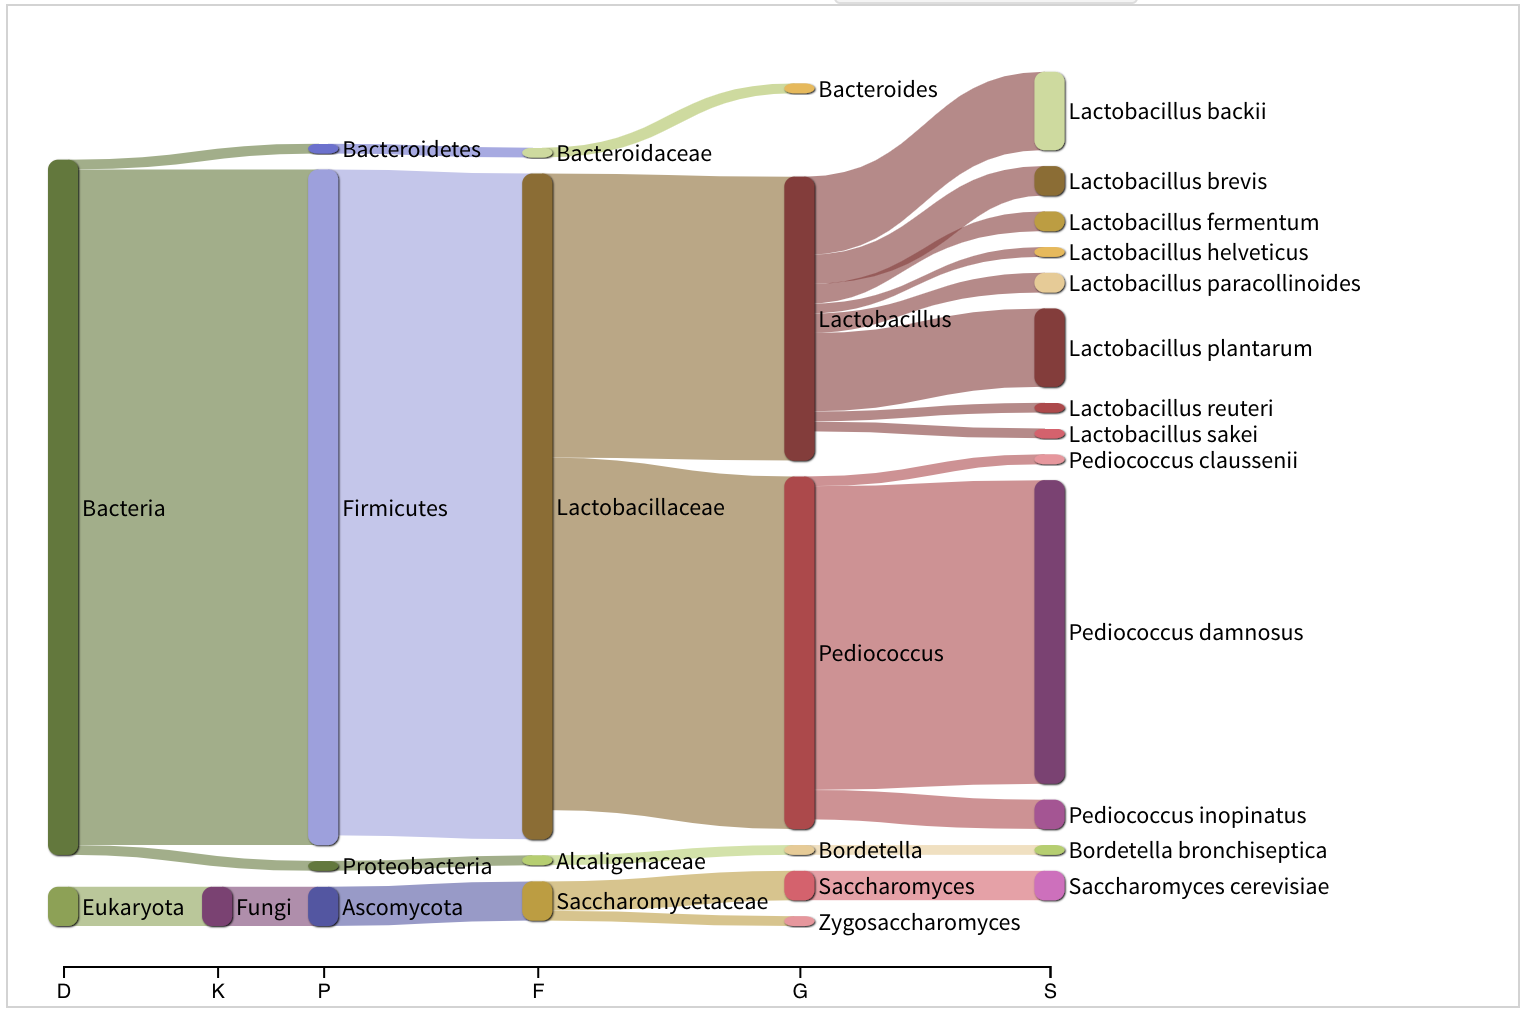 Bacteroides
Lactobacillus backii
Bacteroidetes
Bacteroidaceae
Lactobacillus brevis
Lactobacillus fermentum
Lactobacillus helveticus
Lactobacillus paracollinoides
Lactobacillus
Lactobacillus plantarum
Lactobacillus reuteri
Lactobacillus sakei
Pediococcus claussenii
Bacteria
Firmicutes
Lactobacillaceae
Pediococcus
Pediococcus damnosus
Pediococcus inopinatus
Proteobacteria
Alcaligenaceae
Bordetella
Bordetella bronchiseptica
Eukaryota
Fungi
Ascomycota
Saccharomycetaceae
Saccharomyces
Saccharomyces cerevisiae
Zygosaccharomyces
D K P F G S